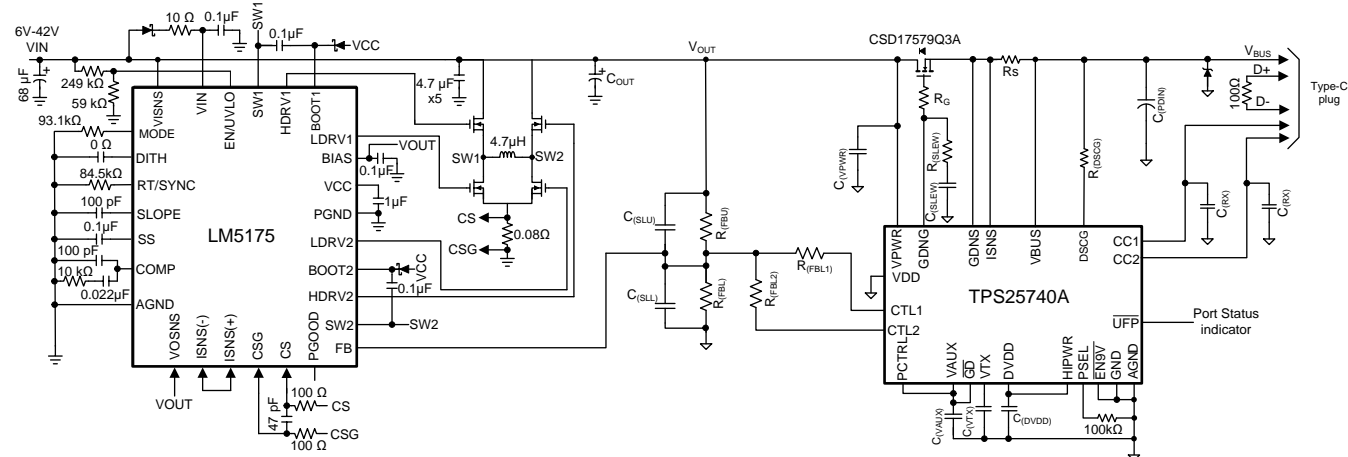 6V-42V
VIN
68 µF
+
10 Ω
0.1µF
249 kΩ
59 kΩ
SW1
0.1µF
VCC
4.7 µF
x5
+
C_OUT
V_OUT
CSD17579Q3A
R_G
R_S
V_BUS
D+
100Ω
D-
Type-C
plug
93.1kΩ
0 Ω
84.5kΩ
100 pF
0.1µF
100 pF
10 kΩ
0.022µF
VISNS
VIN
EN/UVLO
SW1
HDRV1
BOOT1
MODE
DITH
RT/SYNC
SLOPE
SS
COMP
AGND
LM5175
LDRV1
BIAS
VCC
PGND
LDRV2
BOOT2
HDRV2
SW2
FB
VOSNS
ISNS(-)
ISNS(+)
CSG
CS
PGOOD
VOUT
100 Ω
CS
47 pF
CSG
100 Ω
VOUT
0.1µF
1µF
VCC
0.1µF
SW2
SW1
4.7µH
SW2
CS
CSG
0.08Ω
C(SLU)
R(FBU)
C(SLL)
R(FBL)
R(FBL2)
R(FBL1)
C(VPWR)
R(SLEW)
C(SLEW)
R(DSCG)
C(PDIN)
C(RX)
C(RX)
VPWR
VDD
GDNG
GDNS
ISNS
VBUS
DSCG
CC1
CC2
TPS25740A
CTL1
CTL2
UFP
Port Status
indicator
PCTRL
VAUX
GD
VTX
DVDD
HIPWR
PSEL
EN9V
GND
AGND
C(VAUX)
C(VTX)
C(DVDD)
100kΩ